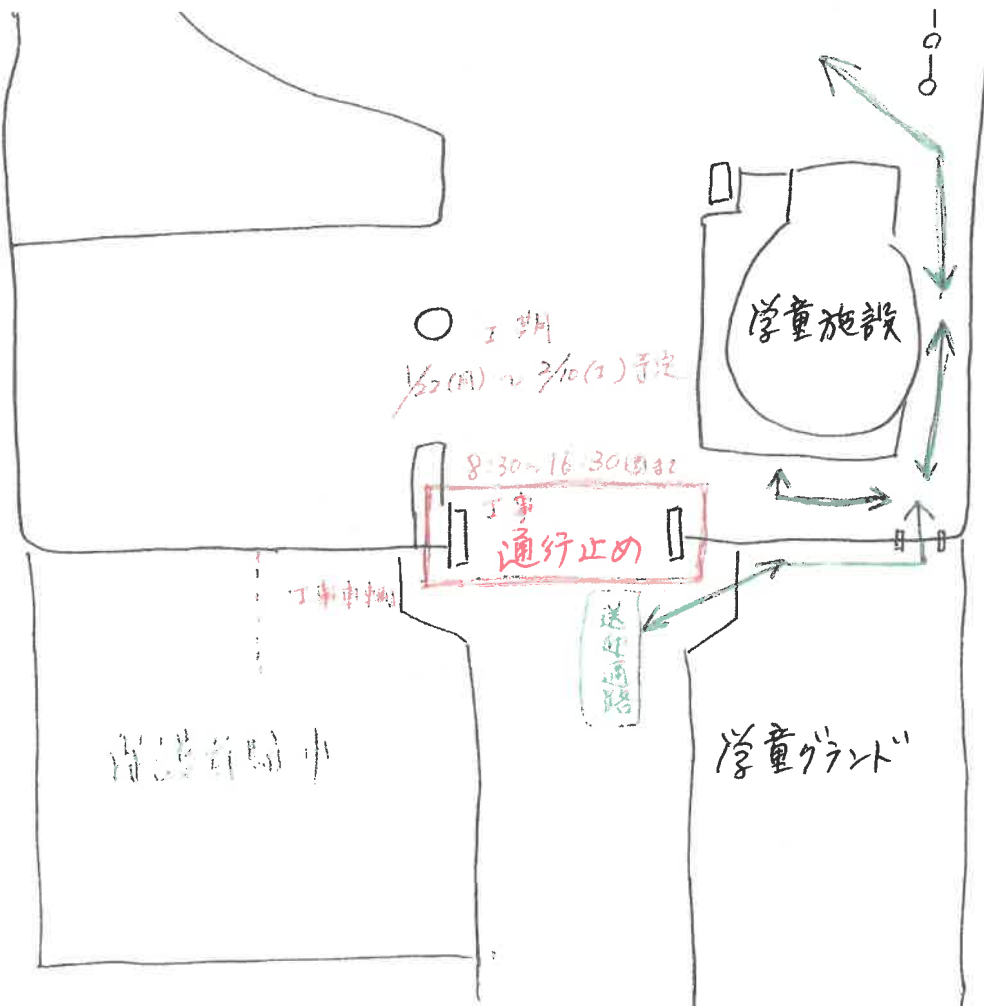 学童施設
工期
1/22(月)～2/10(土)予定
8:30～16:30頃まで
工事
通行止め
工事車両
送迎通路
学童グランド